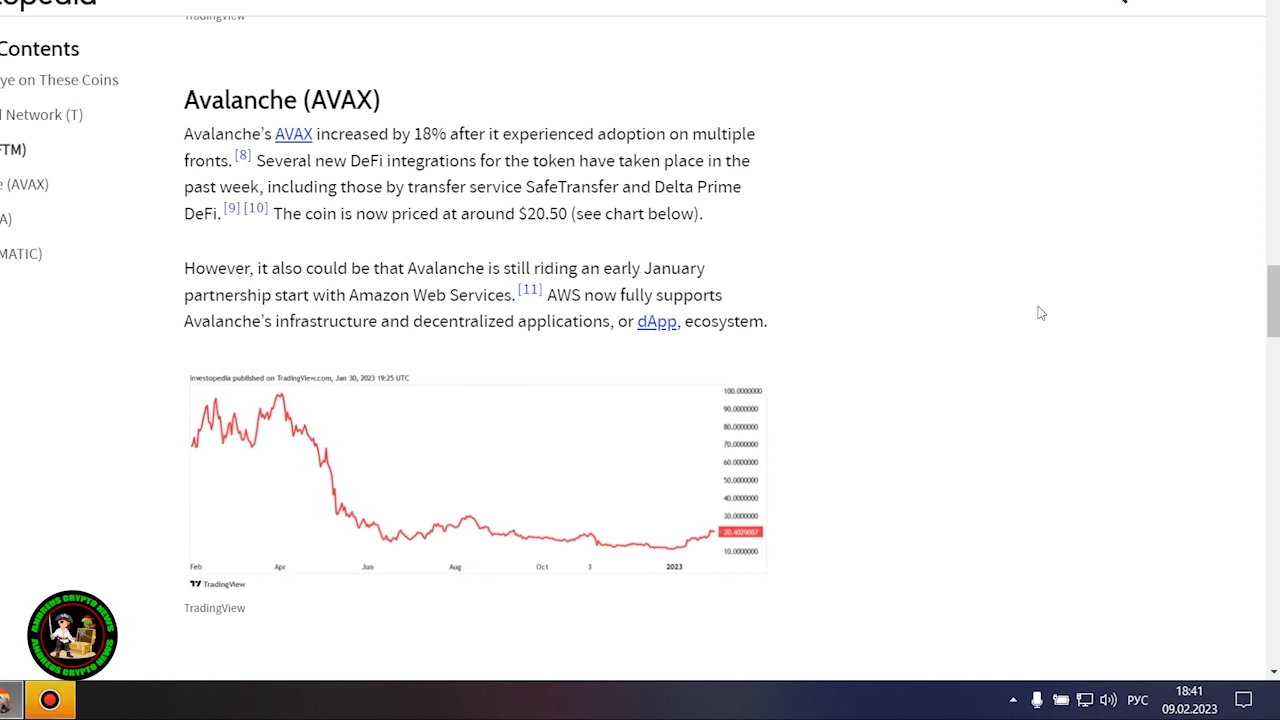 opedia
TradingView
Contents
ye on These Coins
Network (T)
FTM)
(AVAX)
A)
MATIC)
Avalanche (AVAX)
Avalanche's AVAX increased by 18% after it experienced adoption on multiple
fronts. [8] Several new DeFi integrations for the token have taken place in the
past week, including those by transfer service SafeTransfer and Delta Prime
DeFi. [9] [10] The coin is now priced at around $20.50 (see chart below).
However, it also could be that Avalanche is still riding an early January
partnership start with Amazon Web Services. [11] AWS now fully supports
Avalanche's infrastructure and decentralized applications, or dApp, ecosystem.
Investopedia published on TradingView.com, Jan 30, 2023 19:25 UTC
100.0000000
90.0000000
80.0000000
70.0000000
60.0000000
50.0000000
40.0000000
30.0000000
20.4029087
10.0000000
Feb Apr Jun Aug Oct 3 2023
TradingView
TradingView
ANDREUS CRYPTO NEWS
ANDREUS CRYPTO NEWS
РУС
18:41
09.02.2023